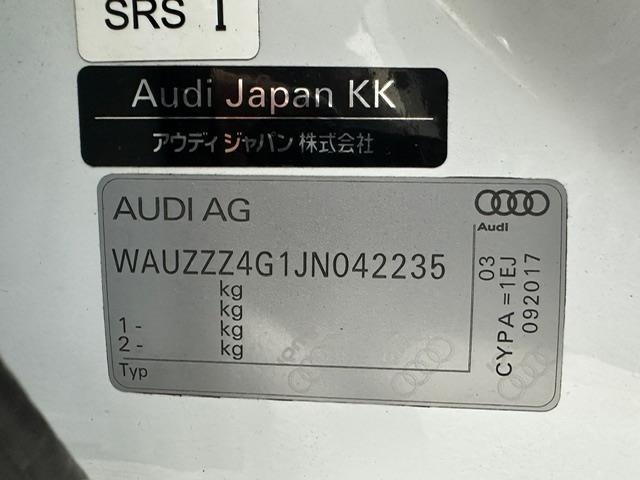 SRS I
Audi Japan KK
アウディ ジャパン 株式会社
AUDI AG
Audi
WAUZZZ4G1JN042235
kg
kg
1 - kg
2 - kg
Typ
03
CYPA =1EJ
092017